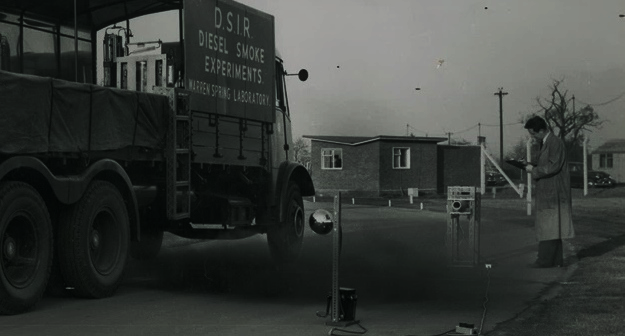 D.S.I.R.
DIESEL SMOKE
EXPERIMENTS.
WARREN SPRING LABORATORY.